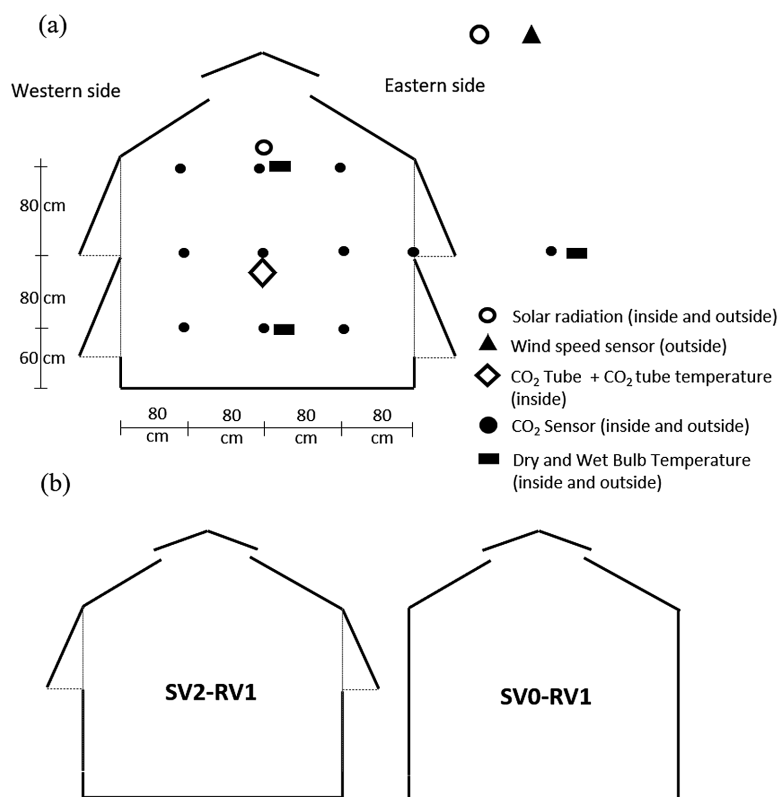 (a)
Western side
Eastern side
80 cm
80 cm
60 cm
80 80 80 80
cm cm cm cm
Solar radiation (inside and outside)
Wind speed sensor (outside)
CO₂ Tube + CO₂ tube temperature
(inside)
CO₂ Sensor (inside and outside)
Dry and Wet Bulb Temperature
(inside and outside)
(b)
SV2-RV1
SV0-RV1